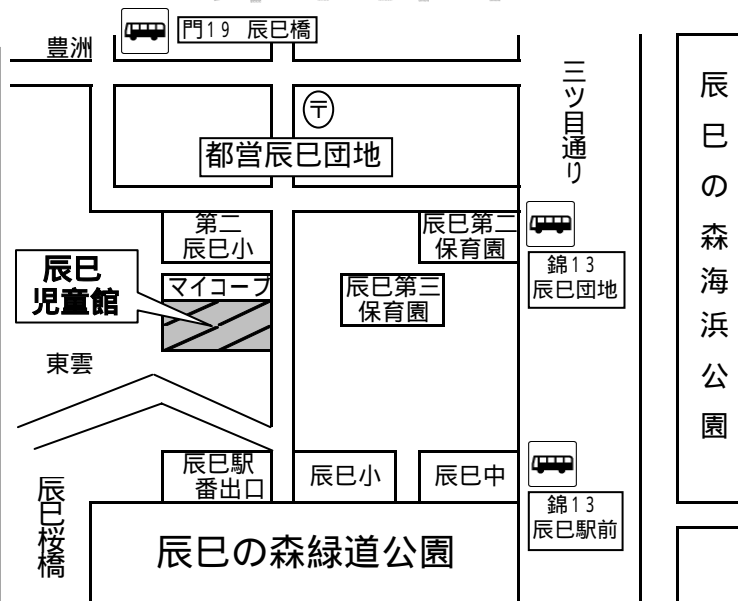 門19 辰巳橋
豊洲
三ツ目通り
〒
都営辰巳団地
辰巳の森海浜公園
第二
辰巳小
辰巳第二
保育園
辰巳
児童館
マイコープ
辰巳第三
保育園
錦13
辰巳団地
東雲
辰巳駅
番出口
辰巳小
辰巳中
錦13
辰巳駅前
辰巳桜橋
辰巳の森緑道公園